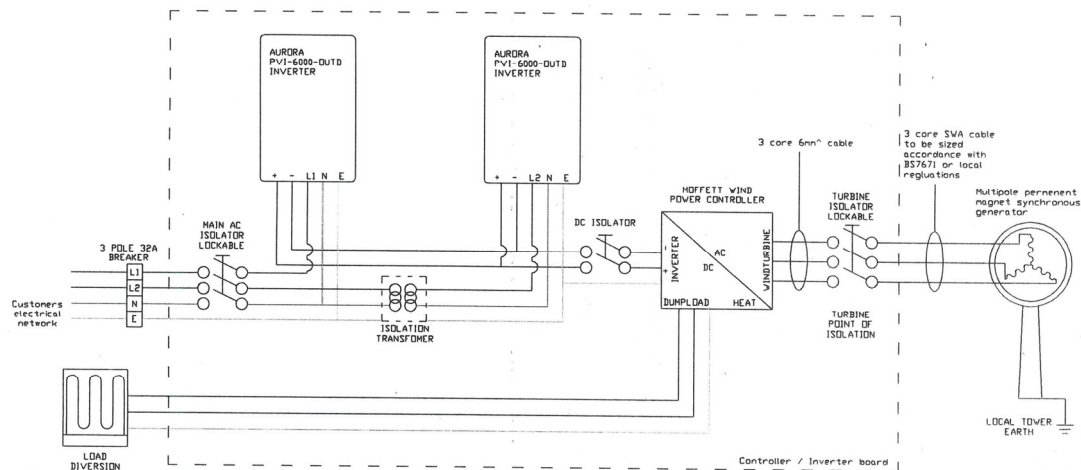 AURORA
PVI-6000-OUTD
INVERTER
+ - L1 N E
AURORA
PVI-6000-OUTD
INVERTER
+ - L2 N E
3 core 6mm^ cable
3 core SWA cable
to be sized
accordance with
BS7671 or local
regluations
Multipole pernenent
magnet synchronous
generator
MOFFETT WIND
POWER CONTROLLER
TURBINE
ISOLATOR
LOCKABLE
DC ISOLATOR
MAIN AC
ISOLATOR
LOCKABLE
3 POLE 32A
BREAKER
L1
L2
N
E
Customers
electrical
network
ISOLATION
TRANSFOMER
- 
+
INVERTER
AC
DC
WINDTURBINE
DUMPLOAD HEAT
TURBINE
POINT OF
ISOLATION
LOCAL TOWER
EARTH
LOAD
DIVERSION
Controller / Inverter board